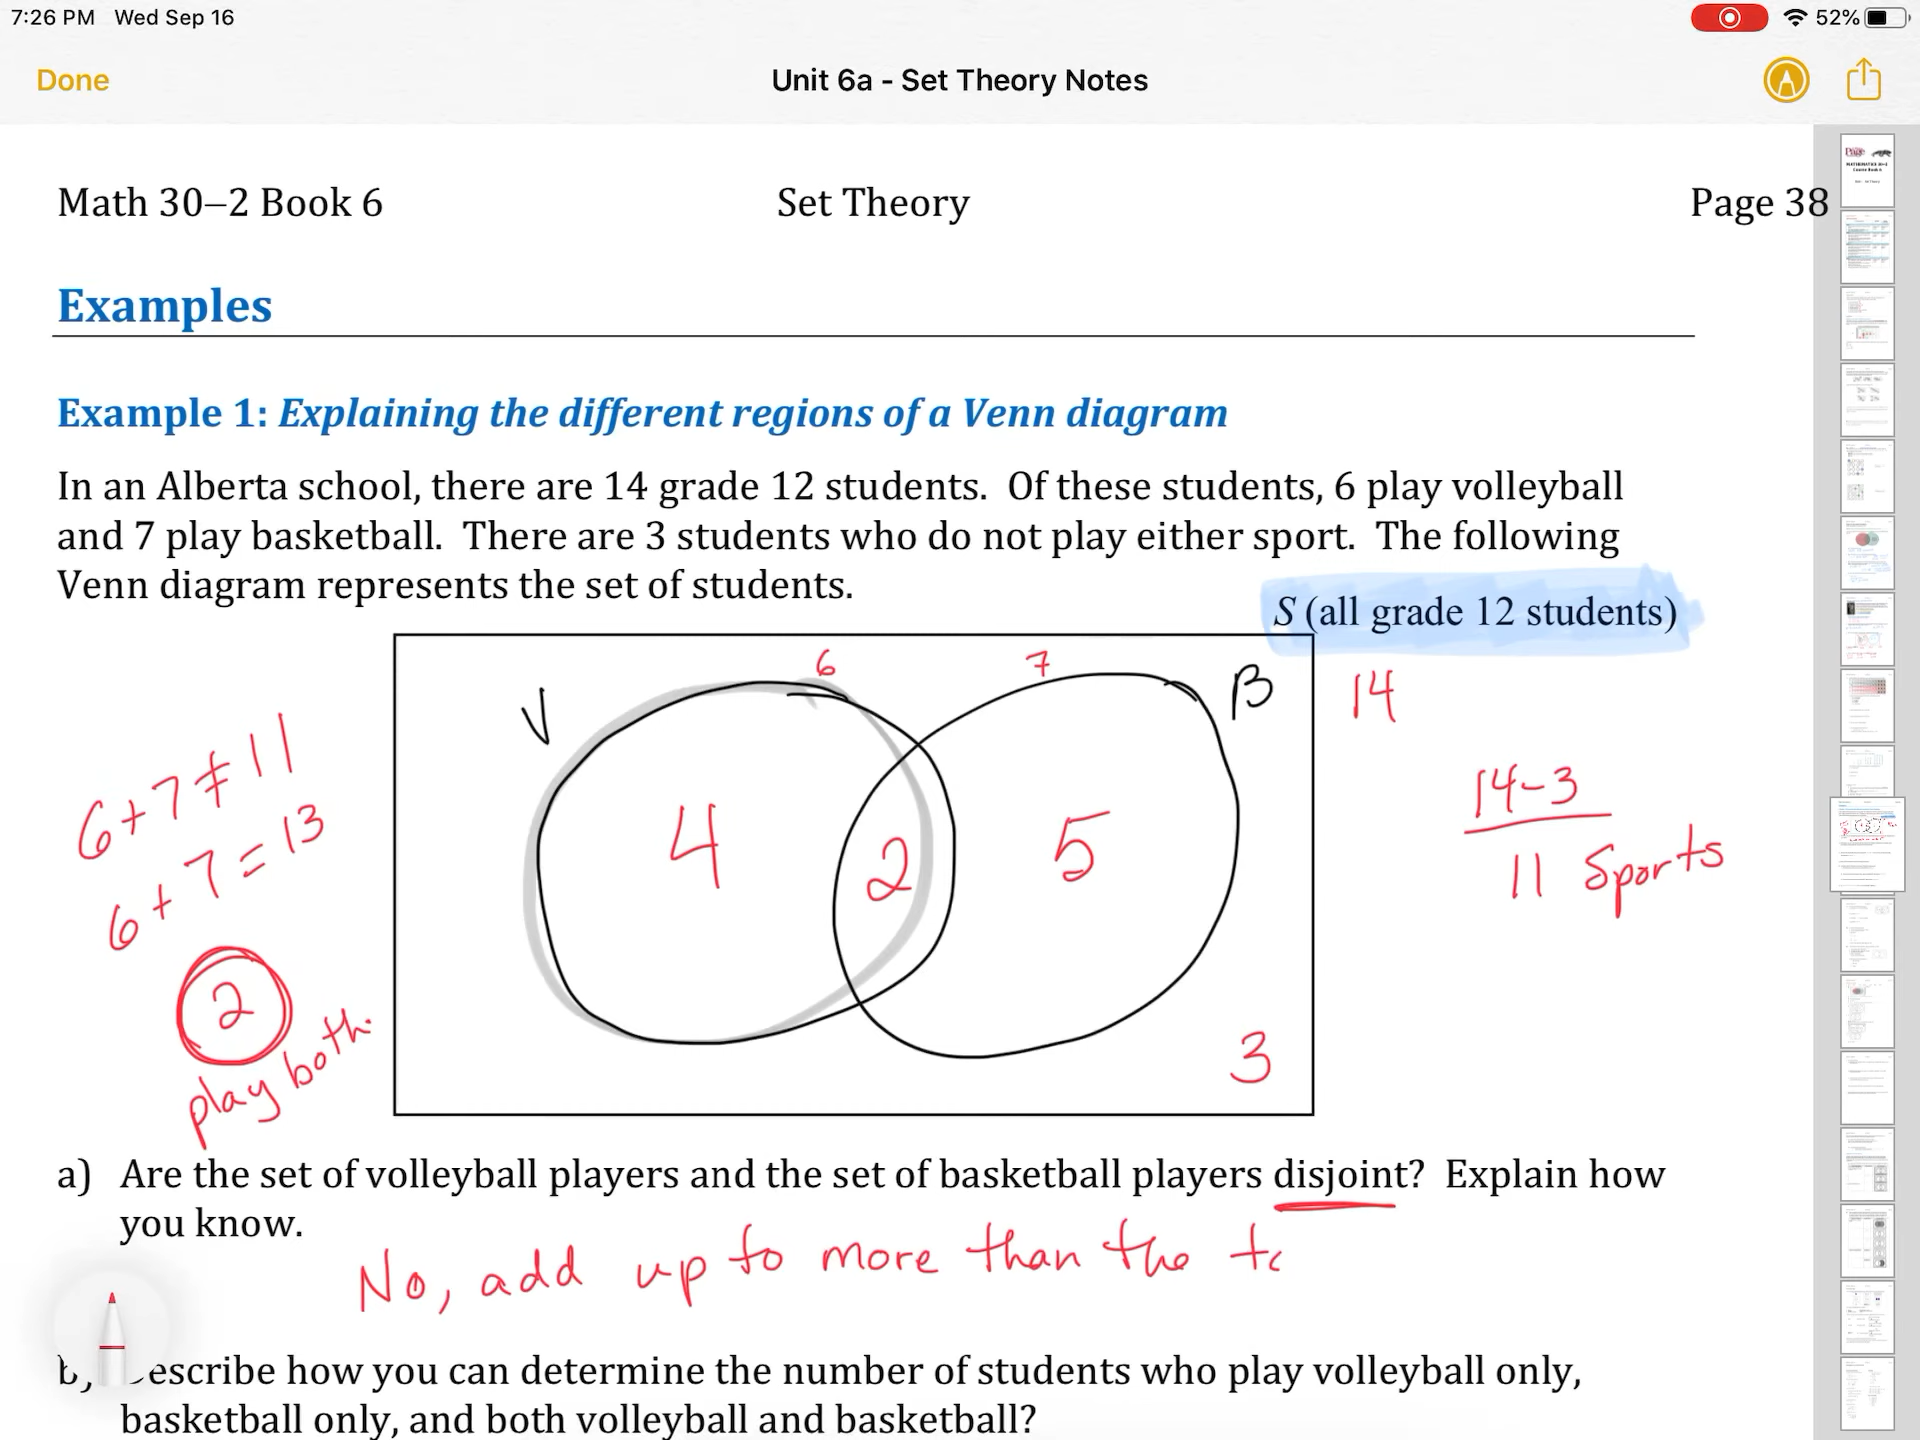 7:26 PM Wed Sep 16
52%
Done
Unit 6a - Set Theory Notes
Math 30–2 Book 6
Set Theory
Page 38
Examples
Example 1: Explaining the different regions of a Venn diagram
In an Alberta school, there are 14 grade 12 students. Of these students, 6 play volleyball
and 7 play basketball. There are 3 students who do not play either sport. The following
Venn diagram represents the set of students.
S (all grade 12 students)
6
7
V
B
14
6+7≠11
6+7=13
4
2
5
14-3
11 Sports
2
play both.
3
a) Are the set of volleyball players and the set of basketball players disjoint? Explain how
you know.
No, add up to more than the
describe how you can determine the number of students who play volleyball only,
basketball only, and both volleyball and basketball?